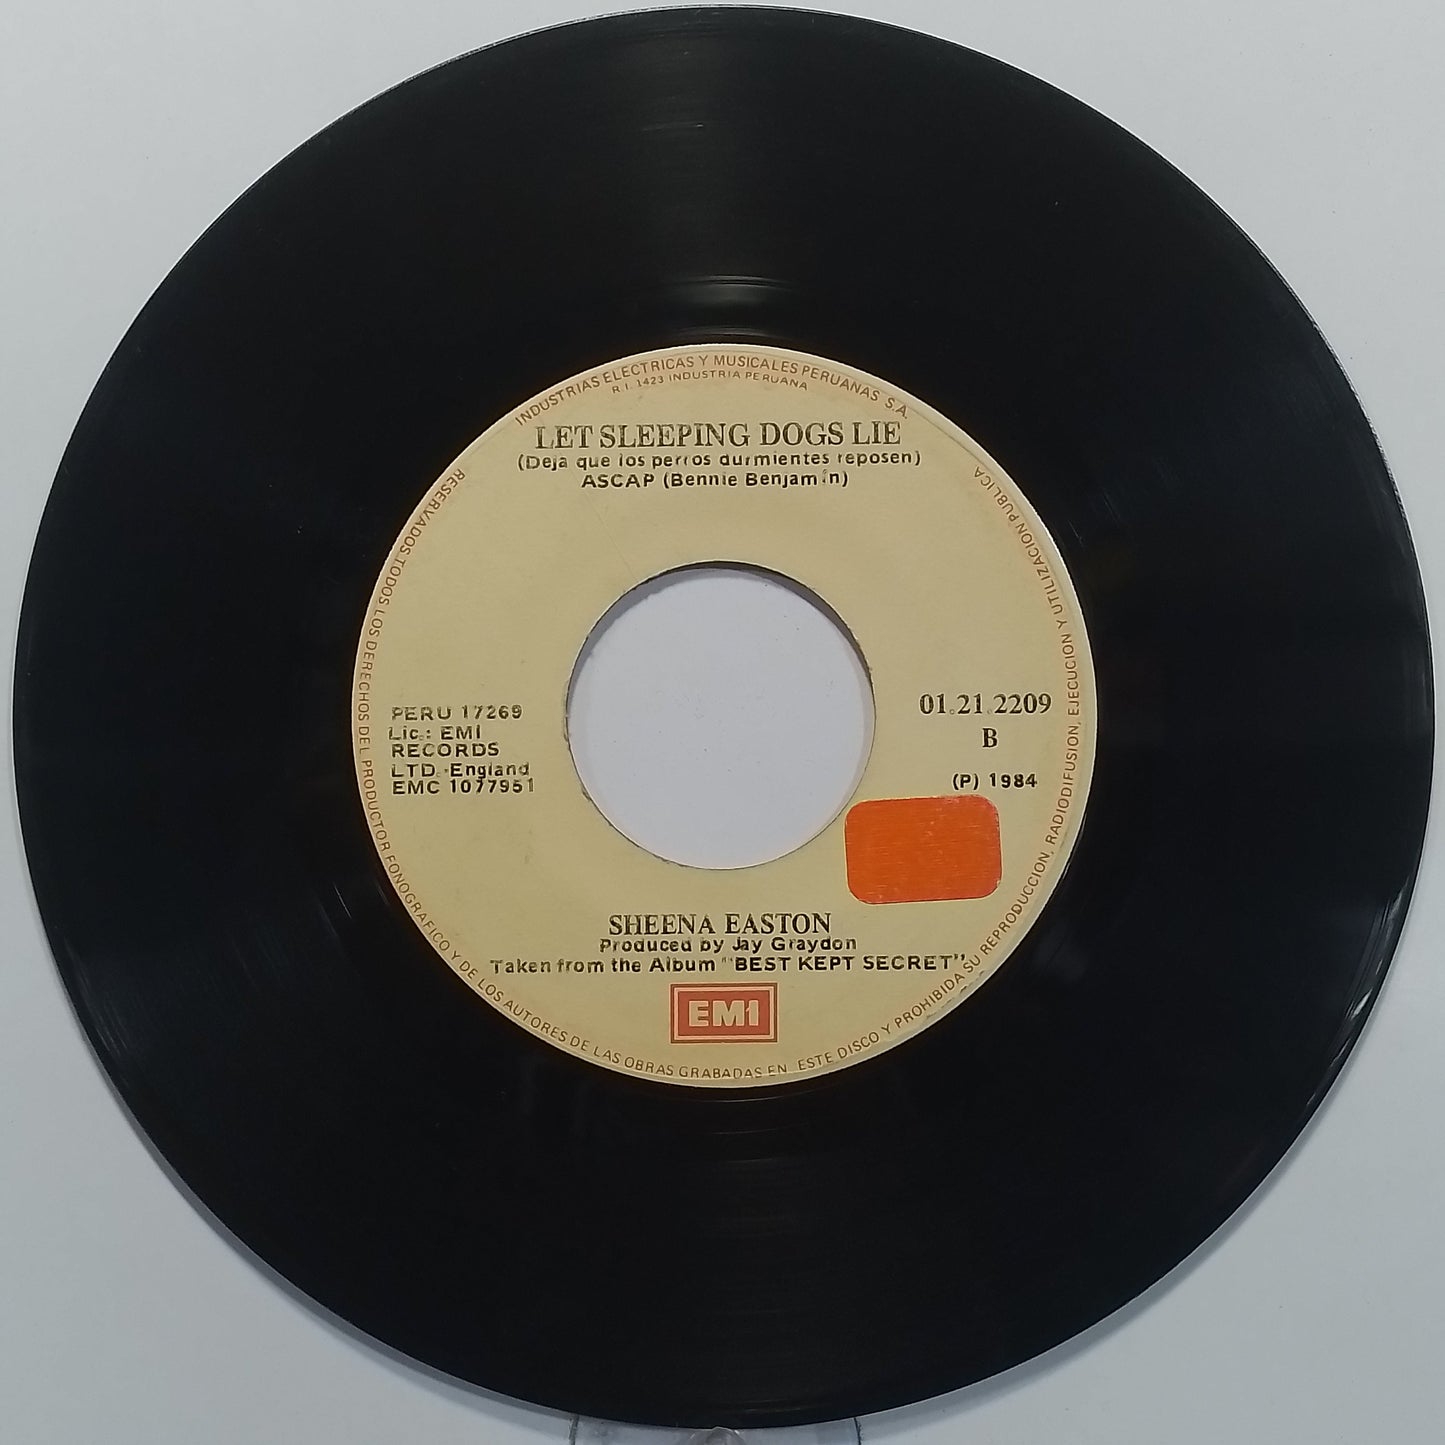 INDUSTRIAS ELECTRICAS Y MUSICALES PERUANAS S.A.
R.I. 1423 INDUSTRIA PERUANA
LET SLEEPING DOGS LIE
(Deja que los perros durmientes reposen)
ASCAP (Bennie Benjamin)
PERU 17269
Lic.: EMI
RECORDS
LTD.-England
EMC 1077951
01.21.2209
B
(P) 1984
SHEENA EASTON
Produced by Jay Graydon
Taken from the Album "BEST KEPT SECRET"
EMI
RESERVADOS TODOS LOS DERECHOS DEL PRODUCTOR FONOGRAFICO Y DE LOS AUTORES DE LAS OBRAS GRABADAS EN ESTE DISCO Y PROHIBIDA SU REPRODUCCION, RADIODIFUSION, EJECUCION Y UTILIZACION PUBLICA